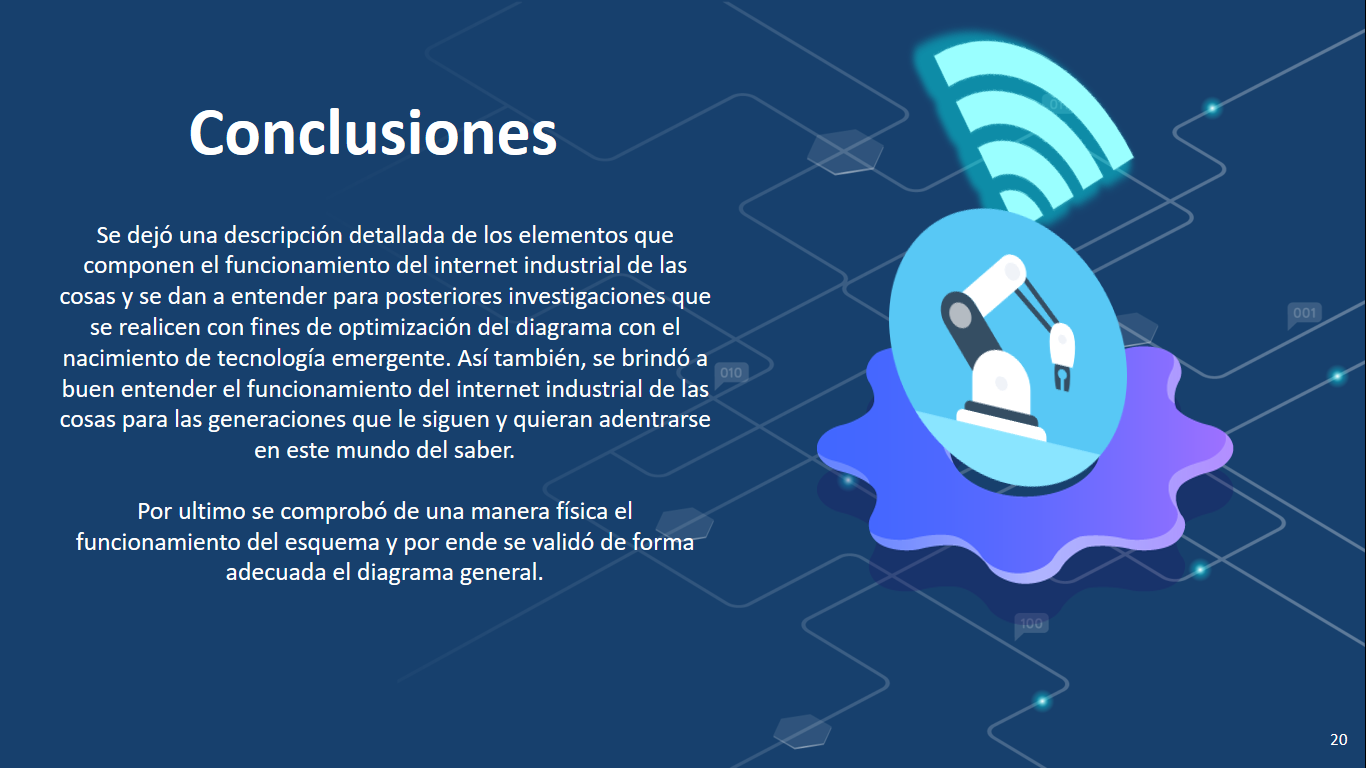 Conclusiones
Se dejó una descripción detallada de los elementos que
componen el funcionamiento del internet industrial de las
cosas y se dan a entender para posteriores investigaciones que
se realicen con fines de optimización del diagrama con el
nacimiento de tecnología emergente. Así también, se brindó a
buen entender el funcionamiento del internet industrial de las
cosas para las generaciones que le siguen y quieran adentrarse
en este mundo del saber.
Por ultimo se comprobó de una manera física el
funcionamiento del esquema y por ende se validó de forma
adecuada el diagrama general.
001
010
100
20